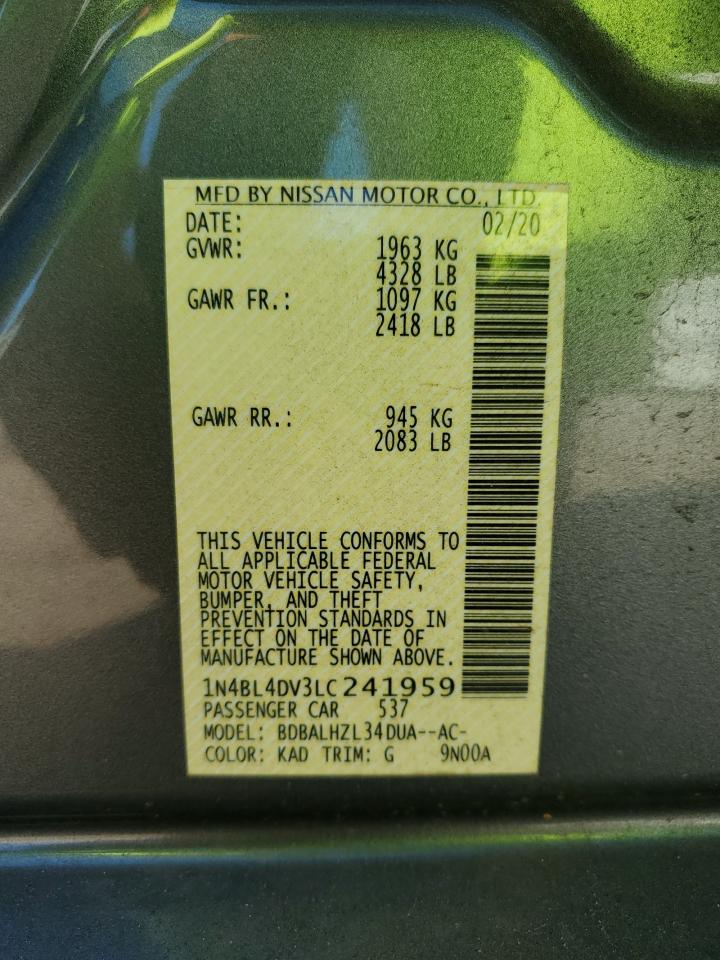 MFD BY NISSAN MOTOR CO., LTD.
DATE: 02/20
GVWR: 1963 KG
4328 LB
GAWR FR.: 1097 KG
2418 LB
GAWR RR.: 945 KG
2083 LB
THIS VEHICLE CONFORMS TO
ALL APPLICABLE FEDERAL
MOTOR VEHICLE SAFETY,
BUMPER, AND THEFT
PREVENTION STANDARDS IN
EFFECT ON THE DATE OF
MANUFACTURE SHOWN ABOVE.
1N4BL4DV3LC241959
PASSENGER CAR 537
MODEL: BDBALHZL34DUA--AC-
COLOR: KAD TRIM: G 9N00A